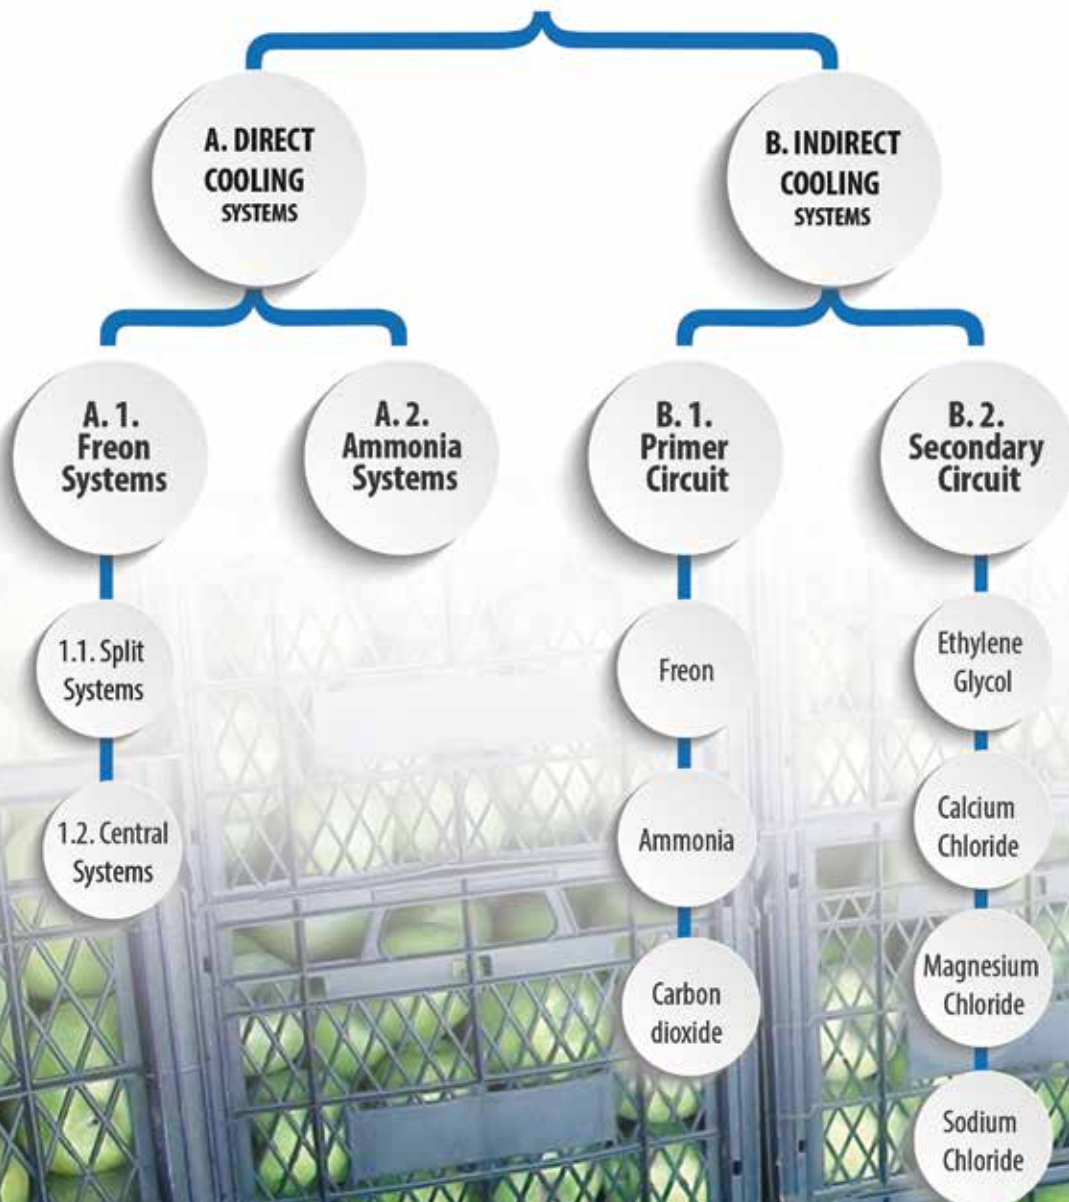 A. DIRECT
COOLING
SYSTEMS
B. INDIRECT
COOLING
SYSTEMS
A. 1.
Freon
Systems
A. 2.
Ammonia
Systems
B. 1.
Primer
Circuit
B. 2.
Secondary
Circuit
1.1. Split
Systems
1.2. Central
Systems
Freon
Ammonia
Carbon
dioxide
Ethylene
Glycol
Calcium
Chloride
Magnesium
Chloride
Sodium
Chloride